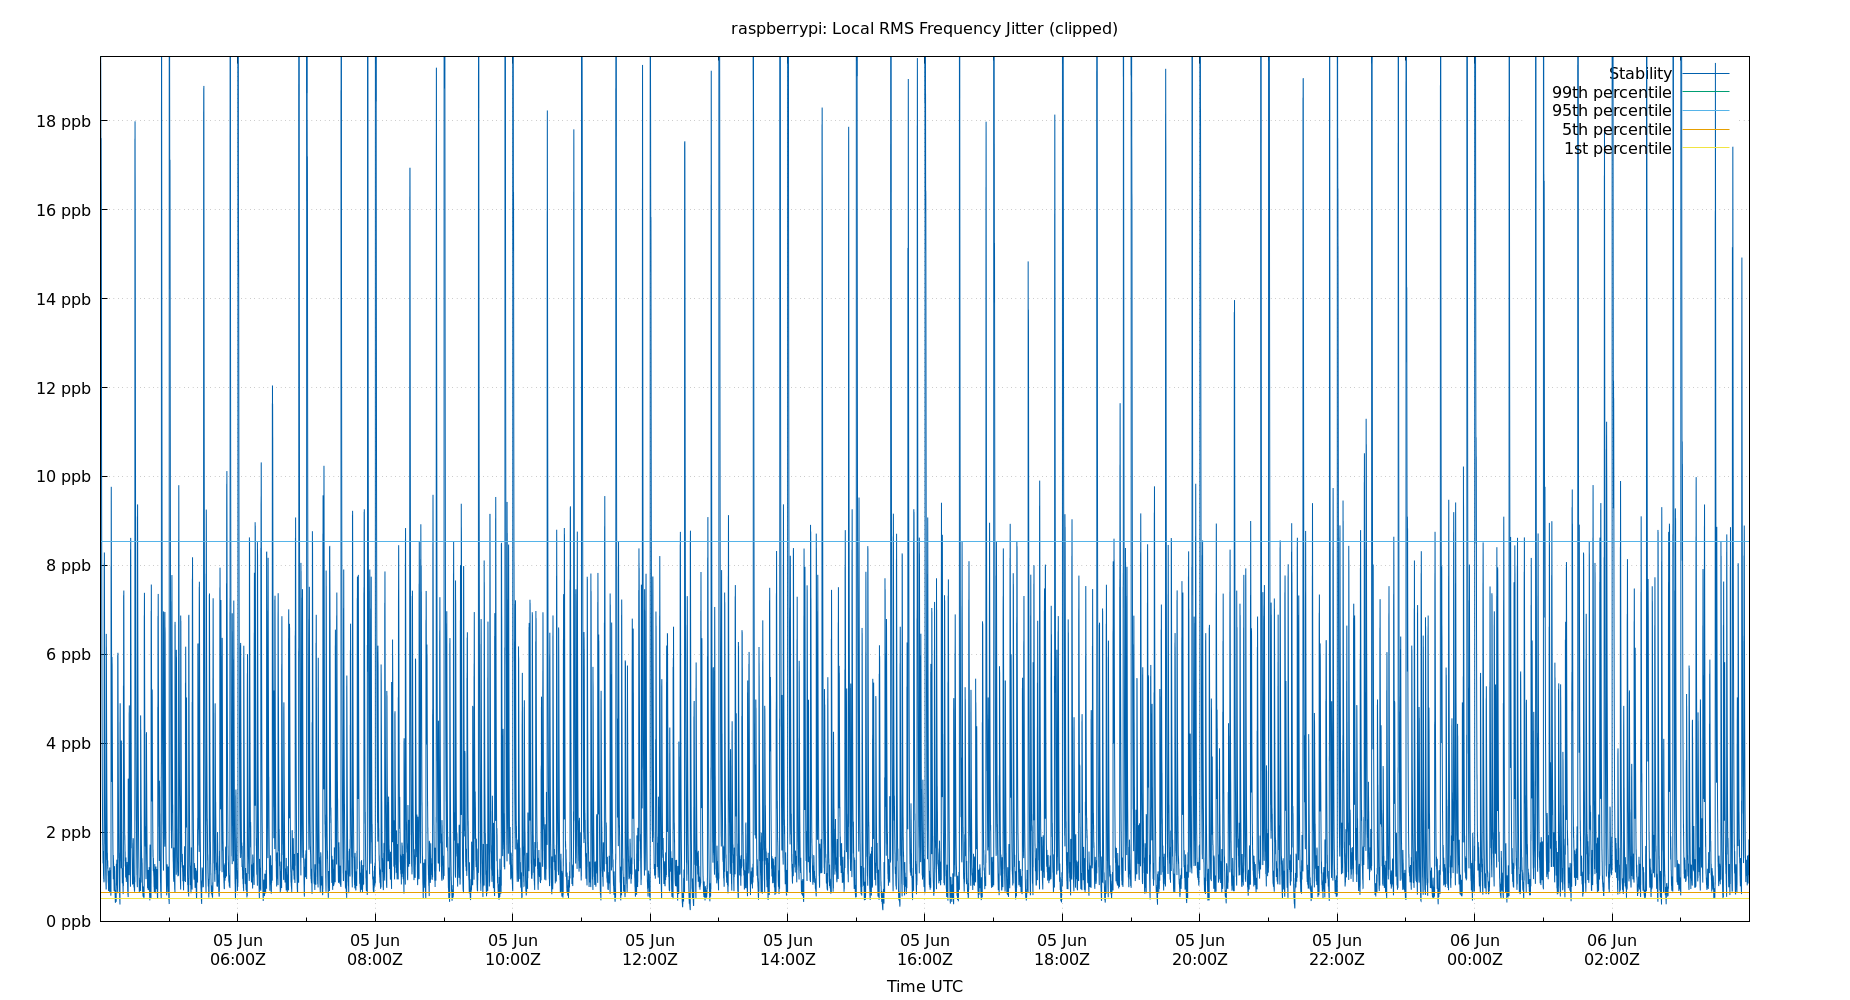 raspberrypi: Local RMS Frequency Jitter (clipped)
Stability
99th percentile
95th percentile
5th percentile
1st percentile
18 ppb
16 ppb
14 ppb
12 ppb
10 ppb
8 ppb
6 ppb
4 ppb
2 ppb
0 ppb
05 Jun 05 Jun 05 Jun 05 Jun 05 Jun 05 Jun 05 Jun 05 Jun 05 Jun 06 Jun 06 Jun
06:00Z 08:00Z 10:00Z 12:00Z 14:00Z 16:00Z 18:00Z 20:00Z 22:00Z 00:00Z 02:00Z
Time UTC